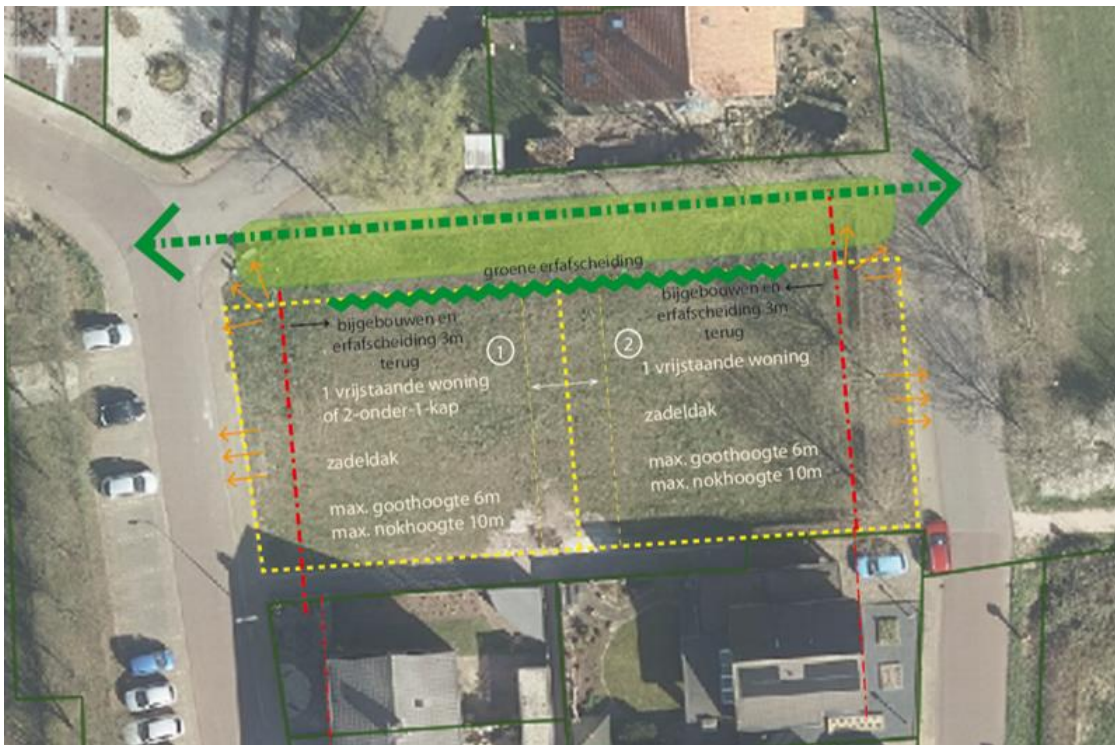 groene erfafscheiding
bijgebouwen en
erfafscheiding 3m
terug
1
1 vrijstaande woning
of 2-onder-1-kap
zadeldak
max. goothoogte 6m
max. nokhoogte 10m
bijgebouwen en
erfafscheiding 3m
terug
2
1 vrijstaande woning
zadeldak
max. goothoogte 6m
max. nokhoogte 10m